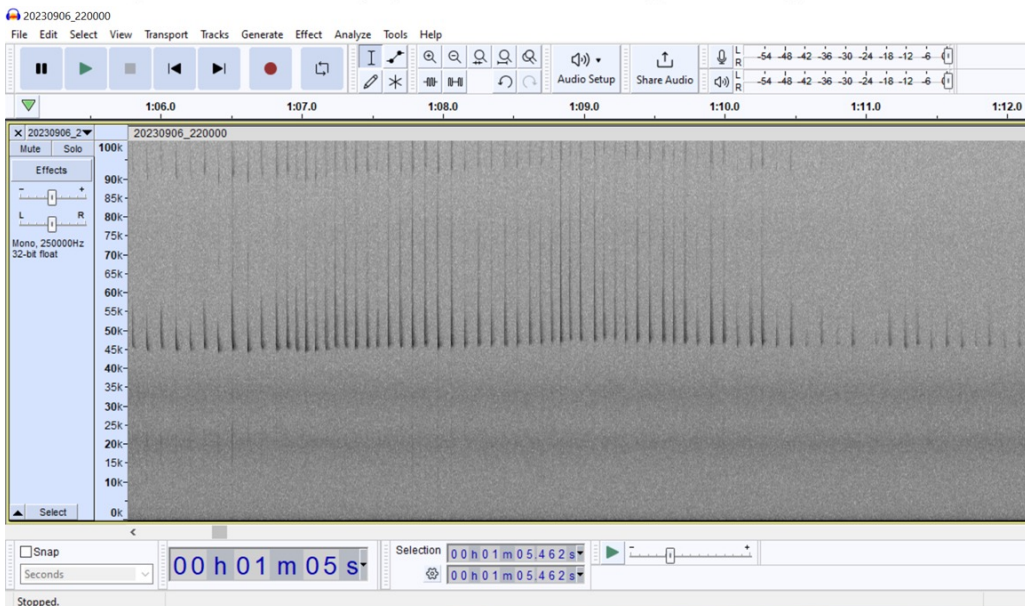 20230906_220000
File Edit Select View Transport Tracks Generate Effect Analyze Tools Help
L R -54 -48 -42 -36 -30 -24 -18 -12 -6 0
Audio Setup Share Audio L R -54 -48 -42 -36 -30 -24 -18 -12 -6 0
1:06.0 1:07.0 1:08.0 1:09.0 1:10.0 1:11.0 1:12.0
20230906_2 20230906_220000
Mute Solo 100k
Effects 90k
- + 85k
L R 80k
75k
Mono, 250000Hz
32-bit float 70k
65k
60k
55k
50k
45k
40k
35k
30k
25k
20k
15k
10k
Select 0k
Snap
Seconds
00 h 01 m 05 s
Selection 00 h 01 m 05.462 s
00 h 01 m 05.462 s
- +
Stopped.